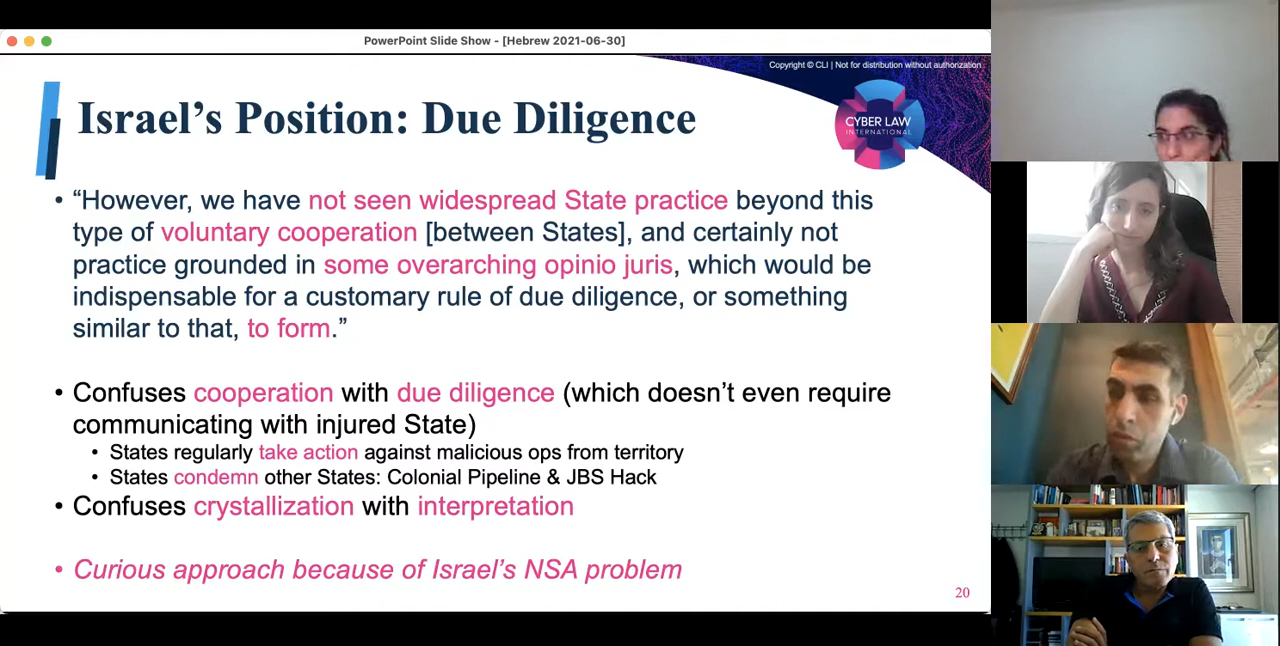 PowerPoint Slide Show - [Hebrew 2021-06-30]
Copyright © CLI | Not for distribution without authorization
Israel’s Position: Due Diligence
CYBER LAW
INTERNATIONAL
• “However, we have not seen widespread State practice beyond this
type of voluntary cooperation [between States], and certainly not
practice grounded in some overarching opinio juris, which would be
indispensable for a customary rule of due diligence, or something
similar to that, to form.”
• Confuses cooperation with due diligence (which doesn’t even require
communicating with injured State)
• States regularly take action against malicious ops from territory
• States condemn other States: Colonial Pipeline & JBS Hack
• Confuses crystallization with interpretation
• Curious approach because of Israel’s NSA problem
20